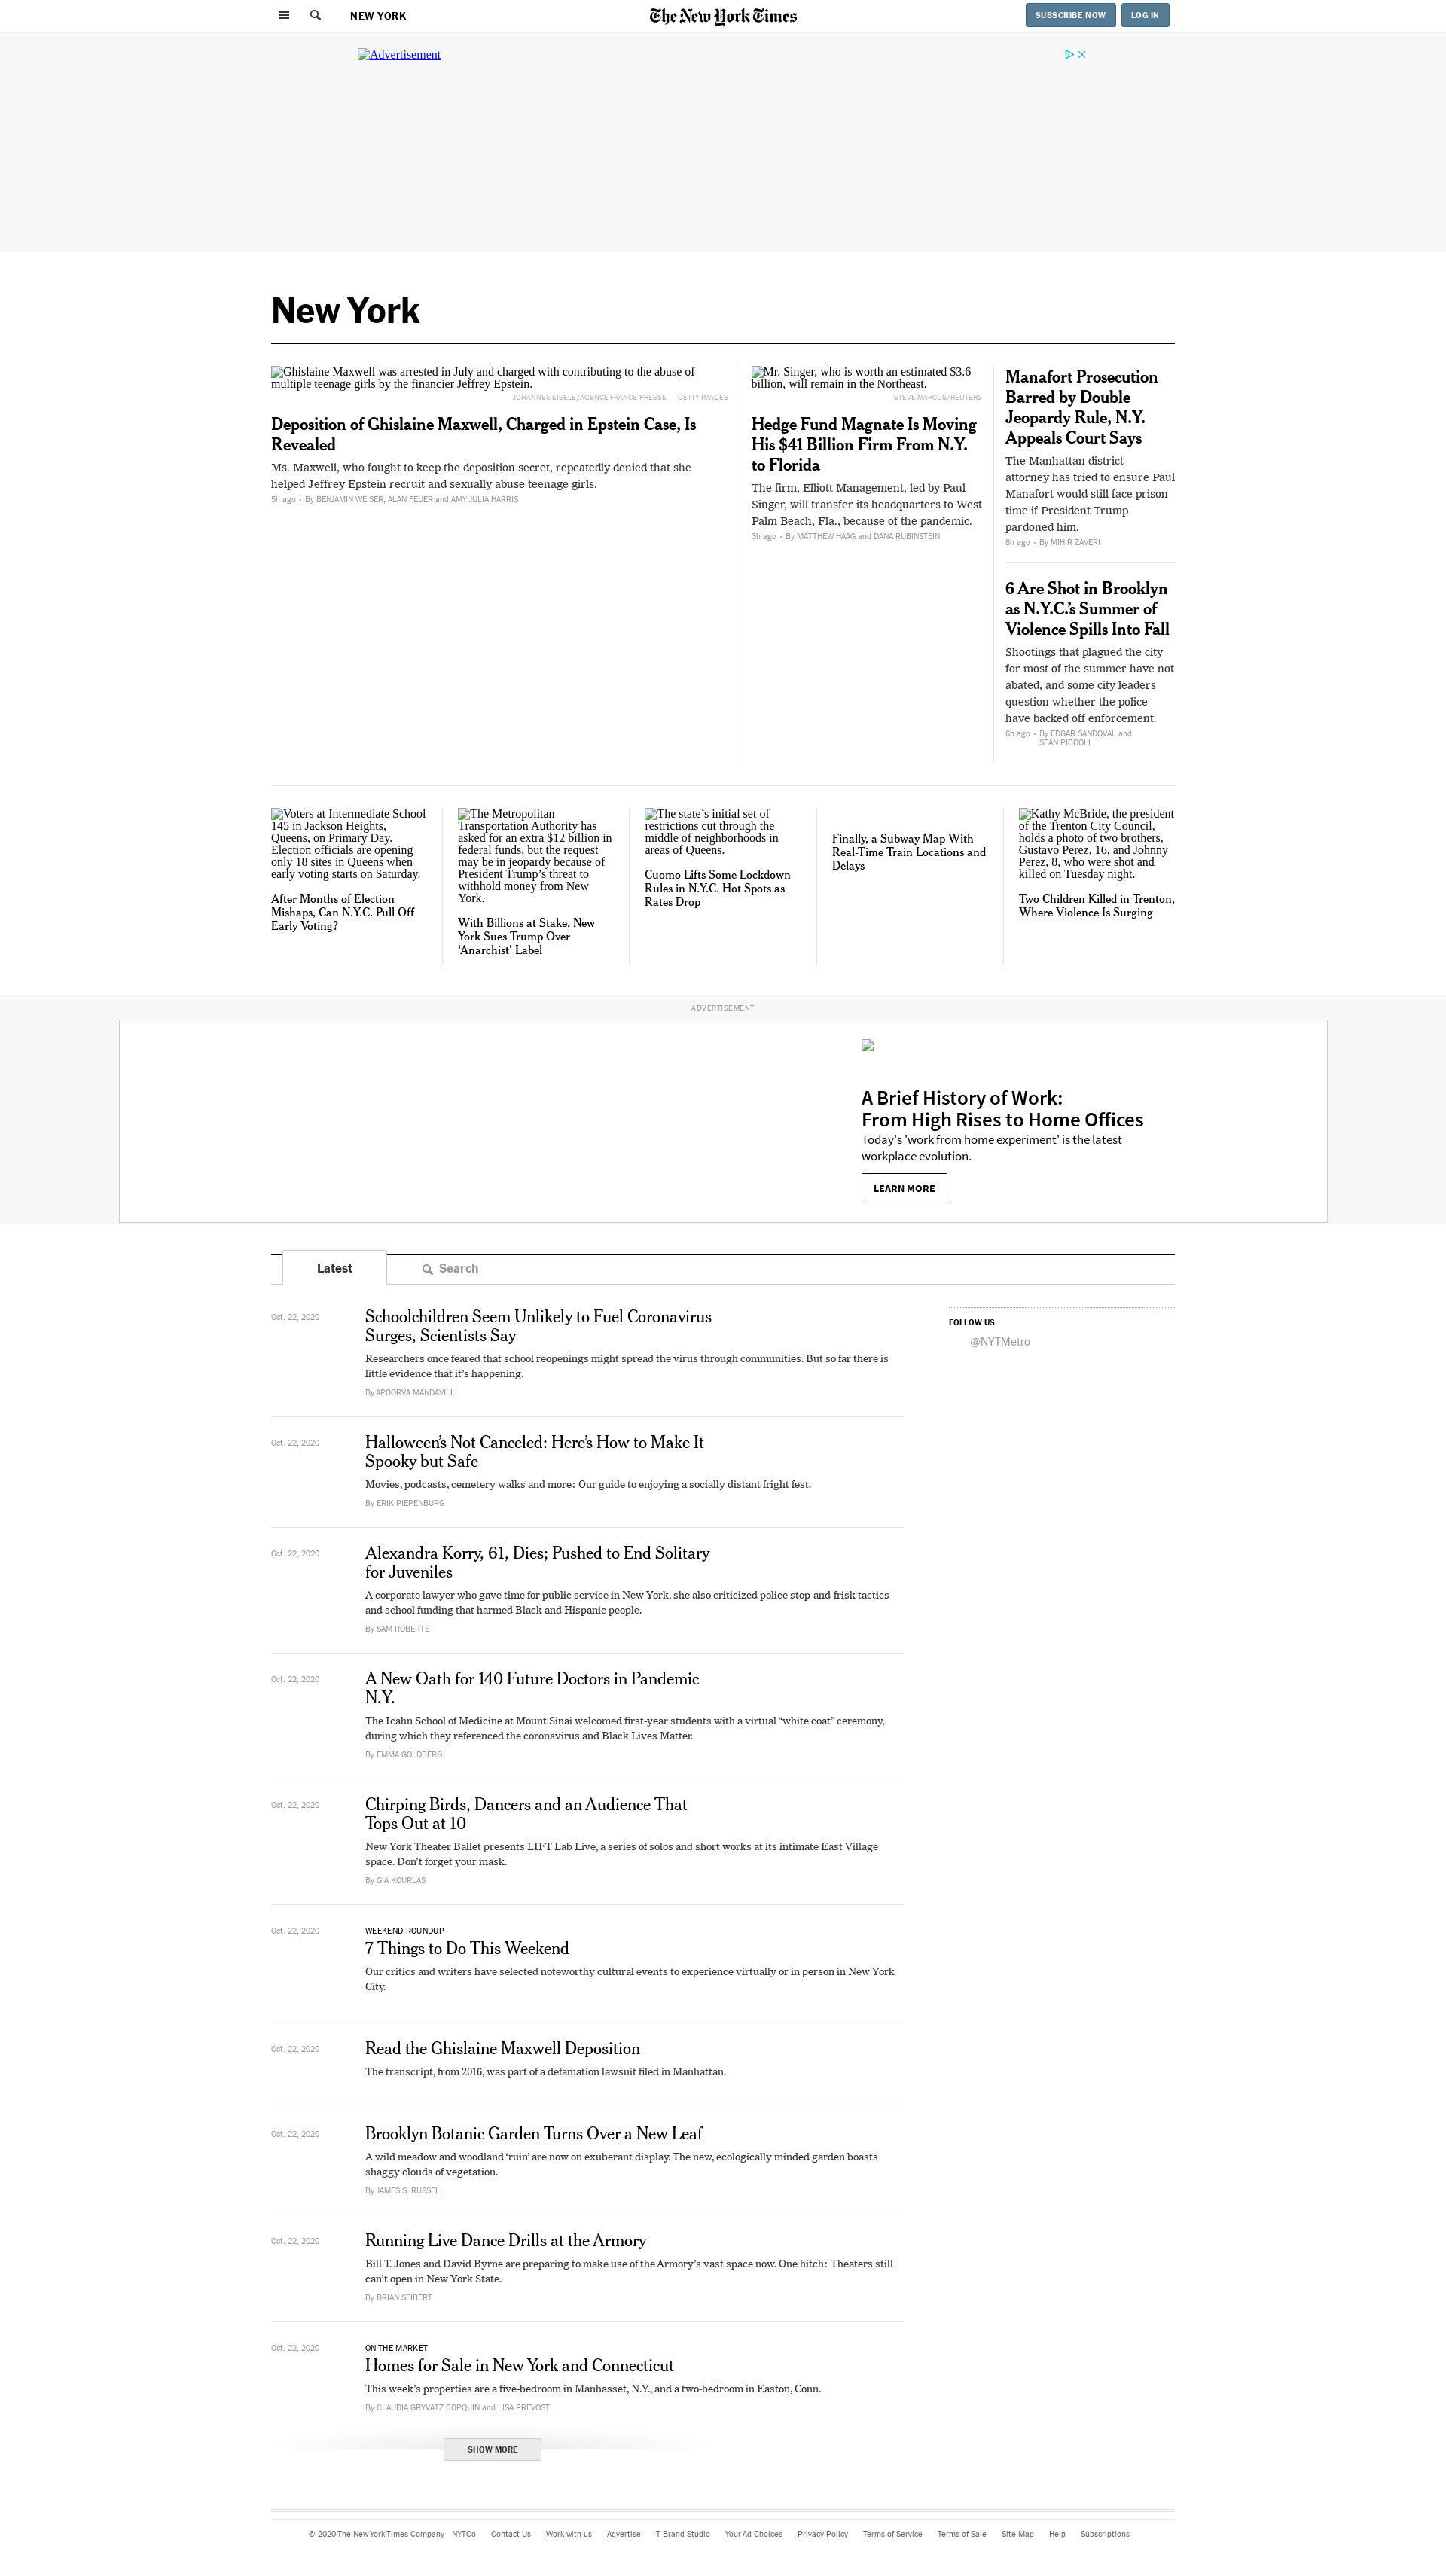 NEW YORK
The New York Times
SUBSCRIBE NOW
LOG IN
Advertisement
New York
Ghislaine Maxwell was arrested in July and charged with contributing to the abuse of
multiple teenage girls by the financier Jeffrey Epstein.
JOHANNES EISELE/AGENCE FRANCE-PRESSE — GETTY IMAGES
Deposition of Ghislaine Maxwell, Charged in Epstein Case, Is
Revealed
Ms. Maxwell, who fought to keep the deposition secret, repeatedly denied that she
helped Jeffrey Epstein recruit and sexually abuse teenage girls.
5h ago • By BENJAMIN WEISER, ALAN FEUER and AMY JULIA HARRIS
Mr. Singer, who is worth an estimated $3.6
billion, will remain in the Northeast.
STEVE MARCUS/REUTERS
Hedge Fund Magnate Is Moving
His $41 Billion Firm From N.Y.
to Florida
The firm, Elliott Management, led by Paul
Singer, will transfer its headquarters to West
Palm Beach, Fla., because of the pandemic.
3h ago • By MATTHEW HAAG and DANA RUBINSTEIN
Manafort Prosecution
Barred by Double
Jeopardy Rule, N.Y.
Appeals Court Says
The Manhattan district
attorney has tried to ensure Paul
Manafort would still face prison
time if President Trump
pardoned him.
8h ago • By MIHIR ZAVERI
6 Are Shot in Brooklyn
as N.Y.C.’s Summer of
Violence Spills Into Fall
Shootings that plagued the city
for most of the summer have not
abated, and some city leaders
question whether the police
have backed off enforcement.
6h ago • By EDGAR SANDOVAL and
SEAN PICCOLI
Voters at Intermediate School
145 in Jackson Heights,
Queens, on Primary Day.
Election officials are opening
only 18 sites in Queens when
early voting starts on Saturday.
After Months of Election
Mishaps, Can N.Y.C. Pull Off
Early Voting?
The Metropolitan
Transportation Authority has
asked for an extra $12 billion in
federal funds, but the request
may be in jeopardy because of
President Trump’s threat to
withhold money from New
York.
With Billions at Stake, New
York Sues Trump Over
‘Anarchist’ Label
The state’s initial set of
restrictions cut through the
middle of neighborhoods in
areas of Queens.
Cuomo Lifts Some Lockdown
Rules in N.Y.C. Hot Spots as
Rates Drop
Finally, a Subway Map With
Real-Time Train Locations and
Delays
Kathy McBride, the president
of the Trenton City Council,
holds a photo of two brothers,
Gustavo Perez, 16, and Johnny
Perez, 8, who were shot and
killed on Tuesday night.
Two Children Killed in Trenton,
Where Violence Is Surging
ADVERTISEMENT
A Brief History of Work:
From High Rises to Home Offices
Today's 'work from home experiment' is the latest
workplace evolution.
LEARN MORE
Latest
Search
Oct. 22, 2020
Schoolchildren Seem Unlikely to Fuel Coronavirus
Surges, Scientists Say
Researchers once feared that school reopenings might spread the virus through communities. But so far there is
little evidence that it’s happening.
By APOORVA MANDAVILLI
FOLLOW US
@NYTMetro
Oct. 22, 2020
Halloween’s Not Canceled: Here’s How to Make It
Spooky but Safe
Movies, podcasts, cemetery walks and more: Our guide to enjoying a socially distant fright fest.
By ERIK PIEPENBURG
Oct. 22, 2020
Alexandra Korry, 61, Dies; Pushed to End Solitary
for Juveniles
A corporate lawyer who gave time for public service in New York, she also criticized police stop-and-frisk tactics
and school funding that harmed Black and Hispanic people.
By SAM ROBERTS
Oct. 22, 2020
A New Oath for 140 Future Doctors in Pandemic
N.Y.
The Icahn School of Medicine at Mount Sinai welcomed first-year students with a virtual “white coat” ceremony,
during which they referenced the coronavirus and Black Lives Matter.
By EMMA GOLDBERG
Oct. 22, 2020
Chirping Birds, Dancers and an Audience That
Tops Out at 10
New York Theater Ballet presents LIFT Lab Live, a series of solos and short works at its intimate East Village
space. Don’t forget your mask.
By GIA KOURLAS
Oct. 22, 2020
WEEKEND ROUNDUP
7 Things to Do This Weekend
Our critics and writers have selected noteworthy cultural events to experience virtually or in person in New York
City.
Oct. 22, 2020
Read the Ghislaine Maxwell Deposition
The transcript, from 2016, was part of a defamation lawsuit filed in Manhattan.
Oct. 22, 2020
Brooklyn Botanic Garden Turns Over a New Leaf
A wild meadow and woodland ‘ruin’ are now on exuberant display. The new, ecologically minded garden boasts
shaggy clouds of vegetation.
By JAMES S. RUSSELL
Oct. 22, 2020
Running Live Dance Drills at the Armory
Bill T. Jones and David Byrne are preparing to make use of the Armory’s vast space now. One hitch: Theaters still
can’t open in New York State.
By BRIAN SEIBERT
Oct. 22, 2020
ON THE MARKET
Homes for Sale in New York and Connecticut
This week’s properties are a five-bedroom in Manhasset, N.Y., and a two-bedroom in Easton, Conn.
By CLAUDIA GRYVATZ COPQUIN and LISA PREVOST
SHOW MORE
© 2020 The New York Times Company NYTCo Contact Us Work with us Advertise T Brand Studio Your Ad Choices Privacy Policy Terms of Service Terms of Sale Site Map Help Subscriptions